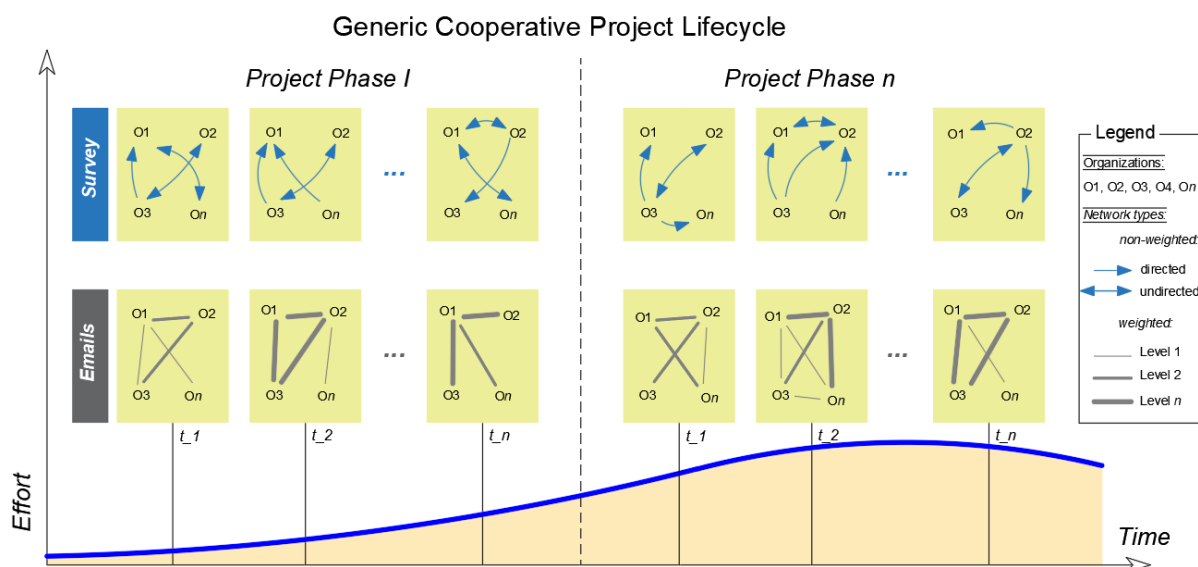 Generic Cooperative Project Lifecycle
Project Phase I
Project Phase n
Survey
O1 O2
O3 On
O1 O2
O3 On
...
O1 O2
O3 On
O1 O2
O3 On
O1 O2
O3 On
...
O1 O2
O3 On
Emails
O1 O2
O3 On
O1 O2
O3 On
...
O1 O2
O3 On
O1 O2
O3 On
O1 O2
O3 On
...
O1 O2
O3 On
t_1 t_2 t_n t_1 t_2 t_n
Legend
Organizations:
O1, O2, O3, O4, On
Network types:
non-weighted:
directed
undirected
weighted:
Level 1
Level 2
Level n
Effort
Time